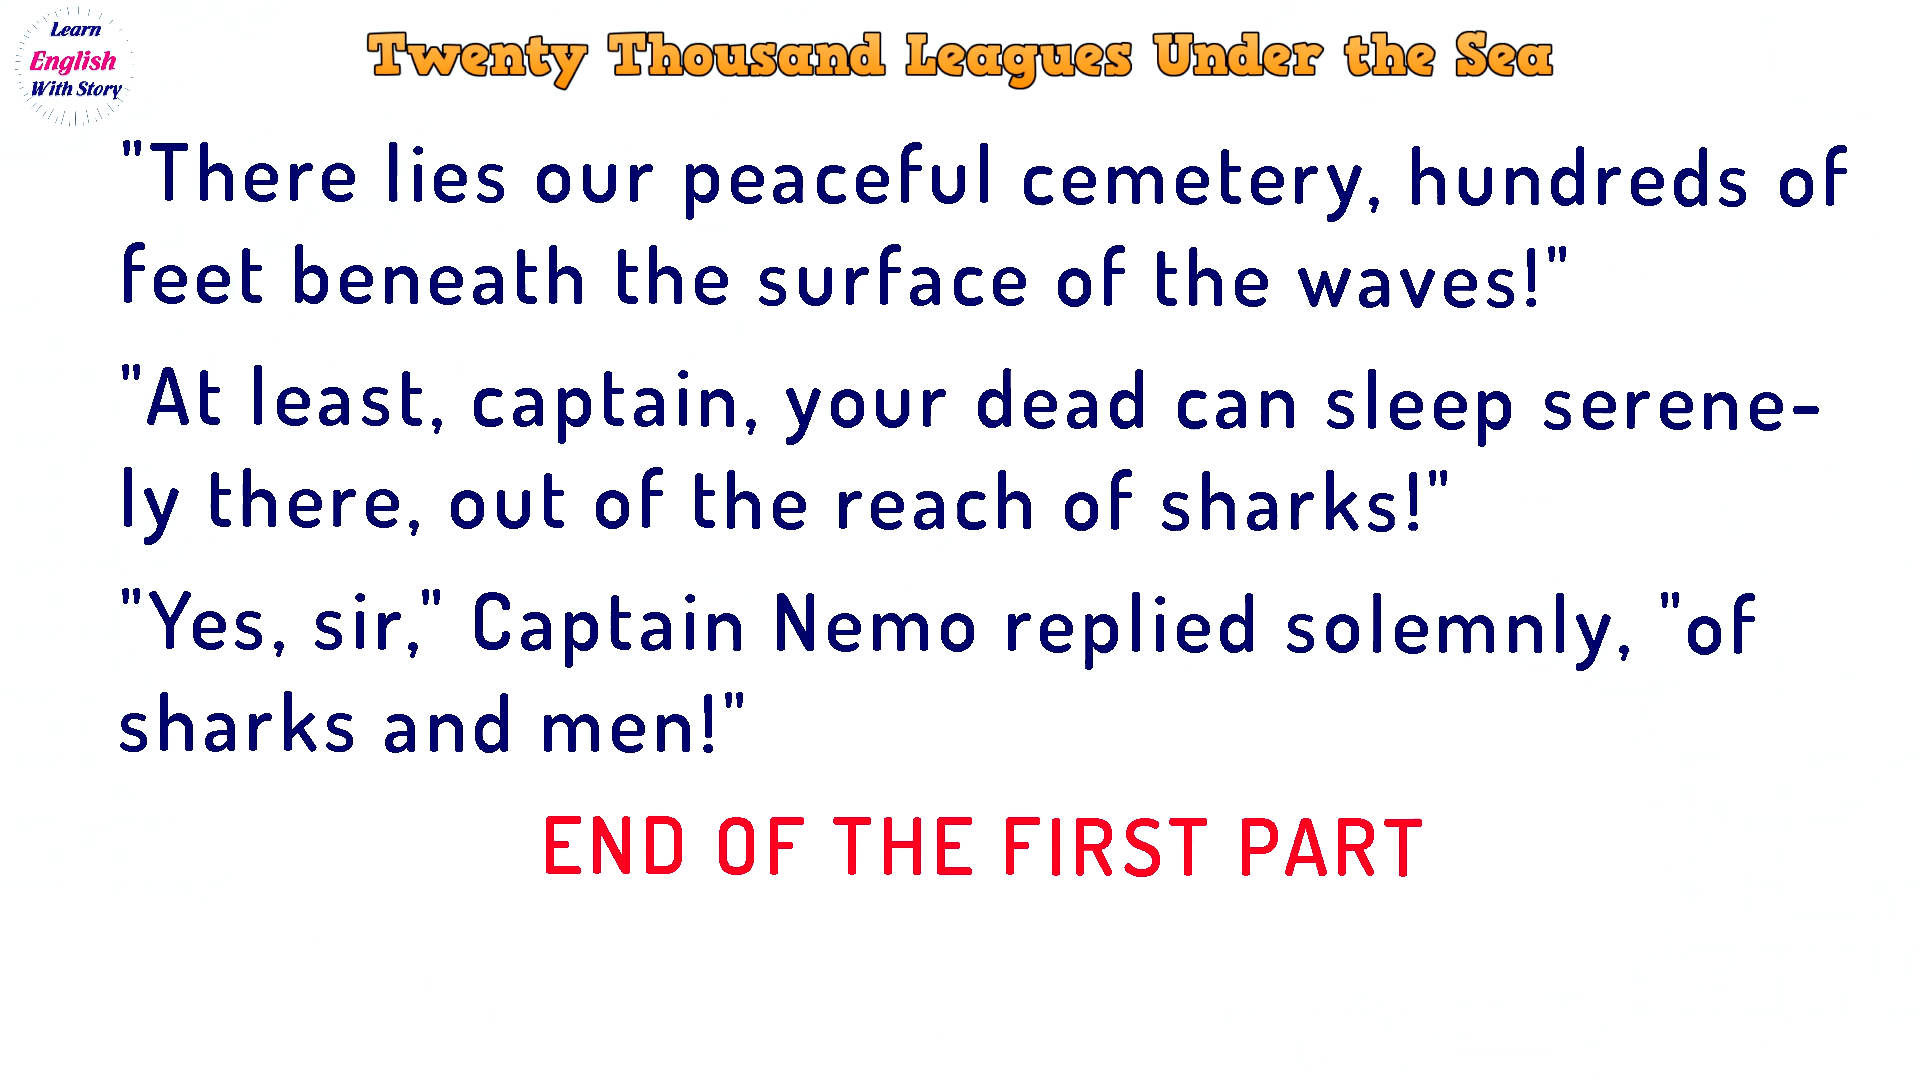 Learn
English
With Story
Twenty Thousand Leagues Under the Sea
"There lies our peaceful cemetery, hundreds of
feet beneath the surface of the waves!"
"At least, captain, your dead can sleep serene-
ly there, out of the reach of sharks!"
"Yes, sir," Captain Nemo replied solemnly, "of
sharks and men!"
END OF THE FIRST PART